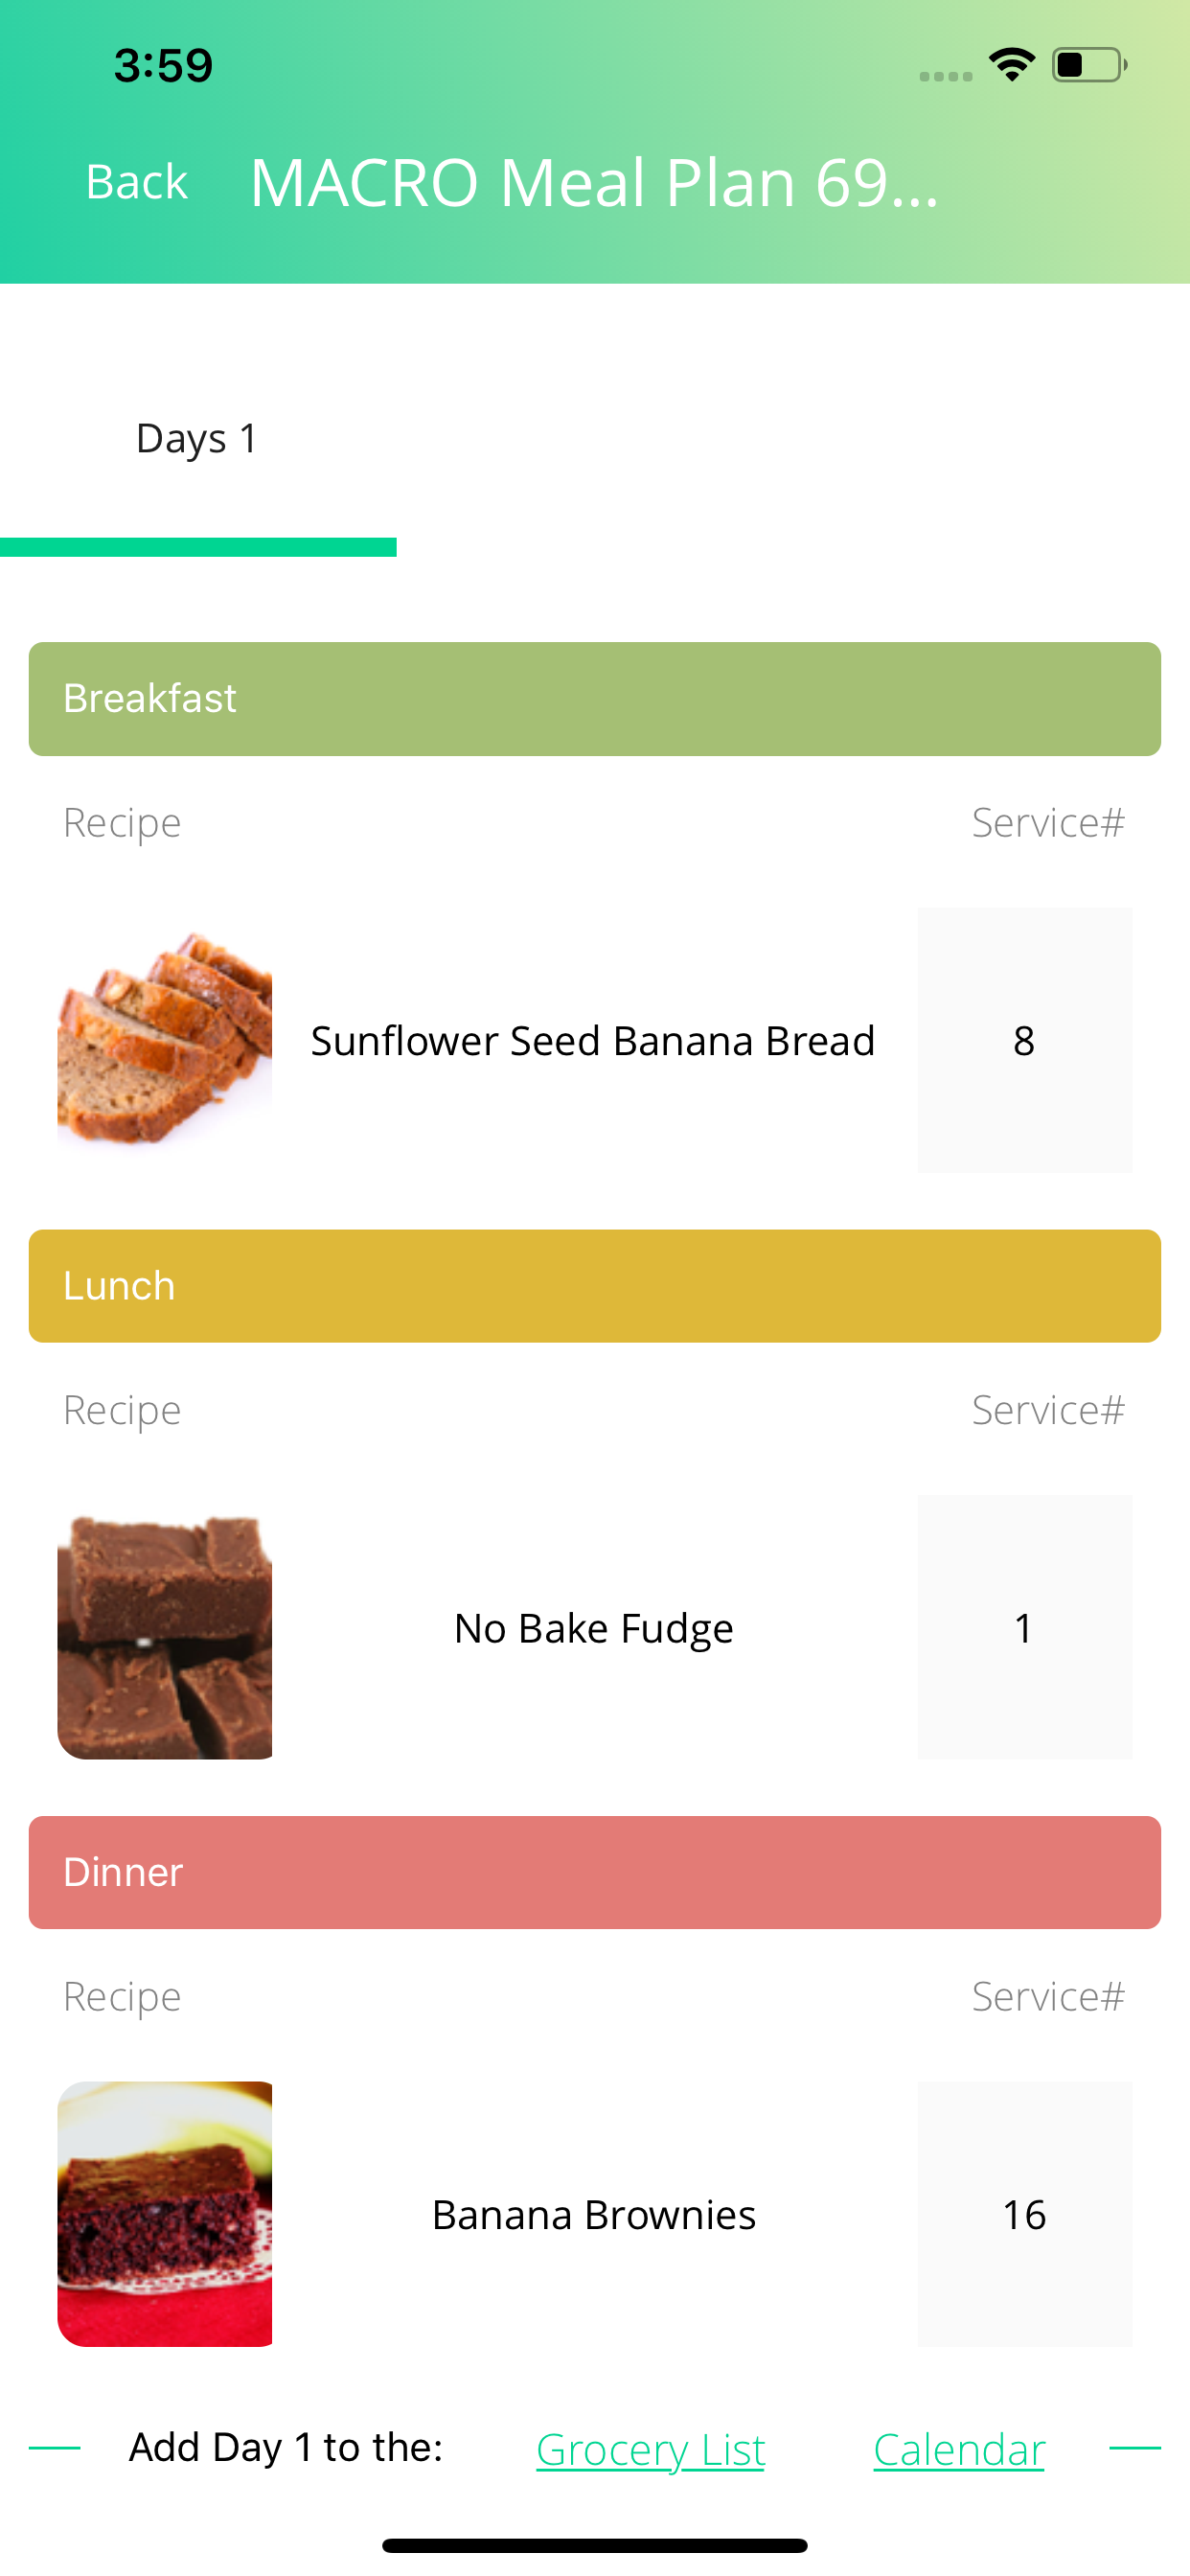 3:59
Back MACRO Meal Plan 69...
Days 1
Breakfast
Recipe Service#
Sunflower Seed Banana Bread 8
Lunch
Recipe Service#
No Bake Fudge 1
Dinner
Recipe Service#
Banana Brownies 16
Add Day 1 to the: Grocery List Calendar